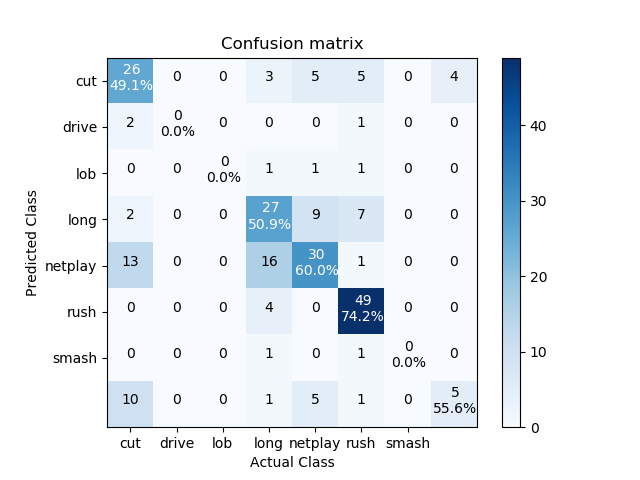 Confusion matrix
cut 26 0 0 3 5 5 0 4
49.1%
drive 2 0 0 0 0 1 0 0
0.0%
lob 0 0 0 1 1 1 0 0
0.0%
long 2 0 0 27 9 7 0 0
50.9%
netplay 13 0 0 16 30 1 0 0
60.0%
rush 0 0 0 4 0 49 0 0
74.2%
smash 0 0 0 1 0 1 0 0
0.0%
10 0 0 1 5 1 0 5
55.6%
cut drive lob long netplay rush smash
Actual Class
Predicted Class
40
30
20
10
0